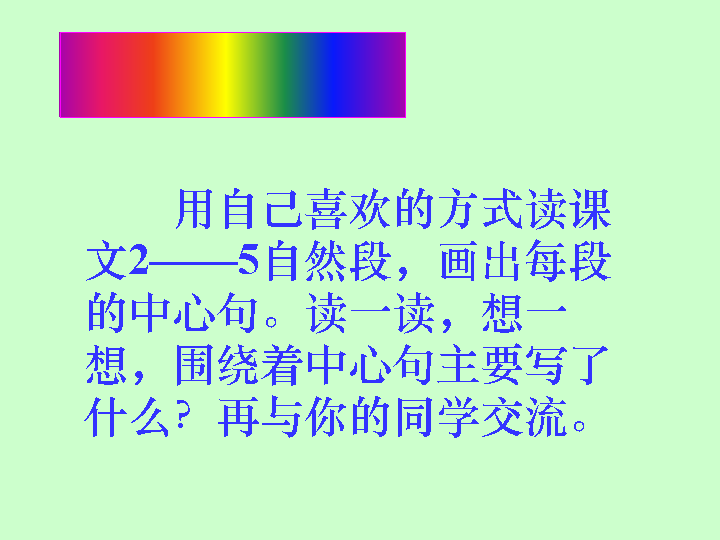 用自己喜欢的方式读课
文2——5自然段，画出每段
的中心句。读一读，想一
想，围绕着中心句主要写了
什么？再与你的同学交流。